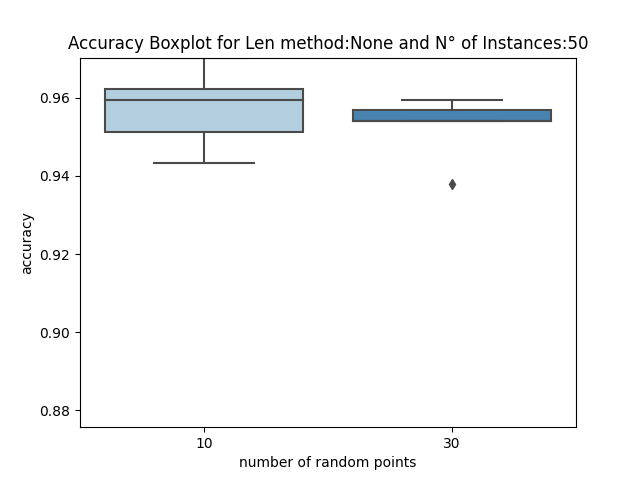 Accuracy Boxplot for Len method:None and N° of Instances:50
accuracy
0.96
0.94
0.92
0.90
0.88
10
30
number of random points